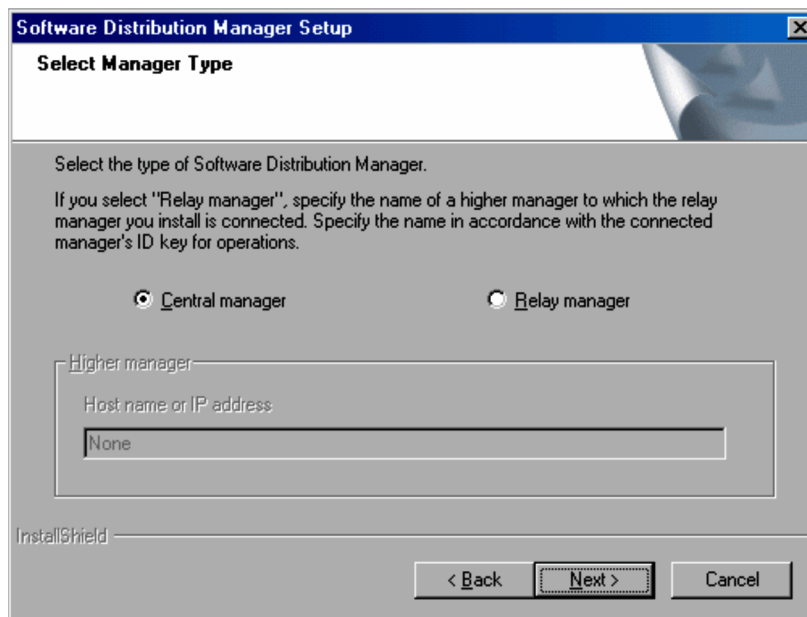 Software Distribution Manager Setup
Select Manager Type
Select the type of Software Distribution Manager.
If you select "Relay manager", specify the name of a higher manager to which the relay
manager you install is connected. Specify the name in accordance with the connected
manager's ID key for operations.
Central manager
Relay manager
Higher manager
Host name or IP address
None
InstallShield
< Back
Next >
Cancel